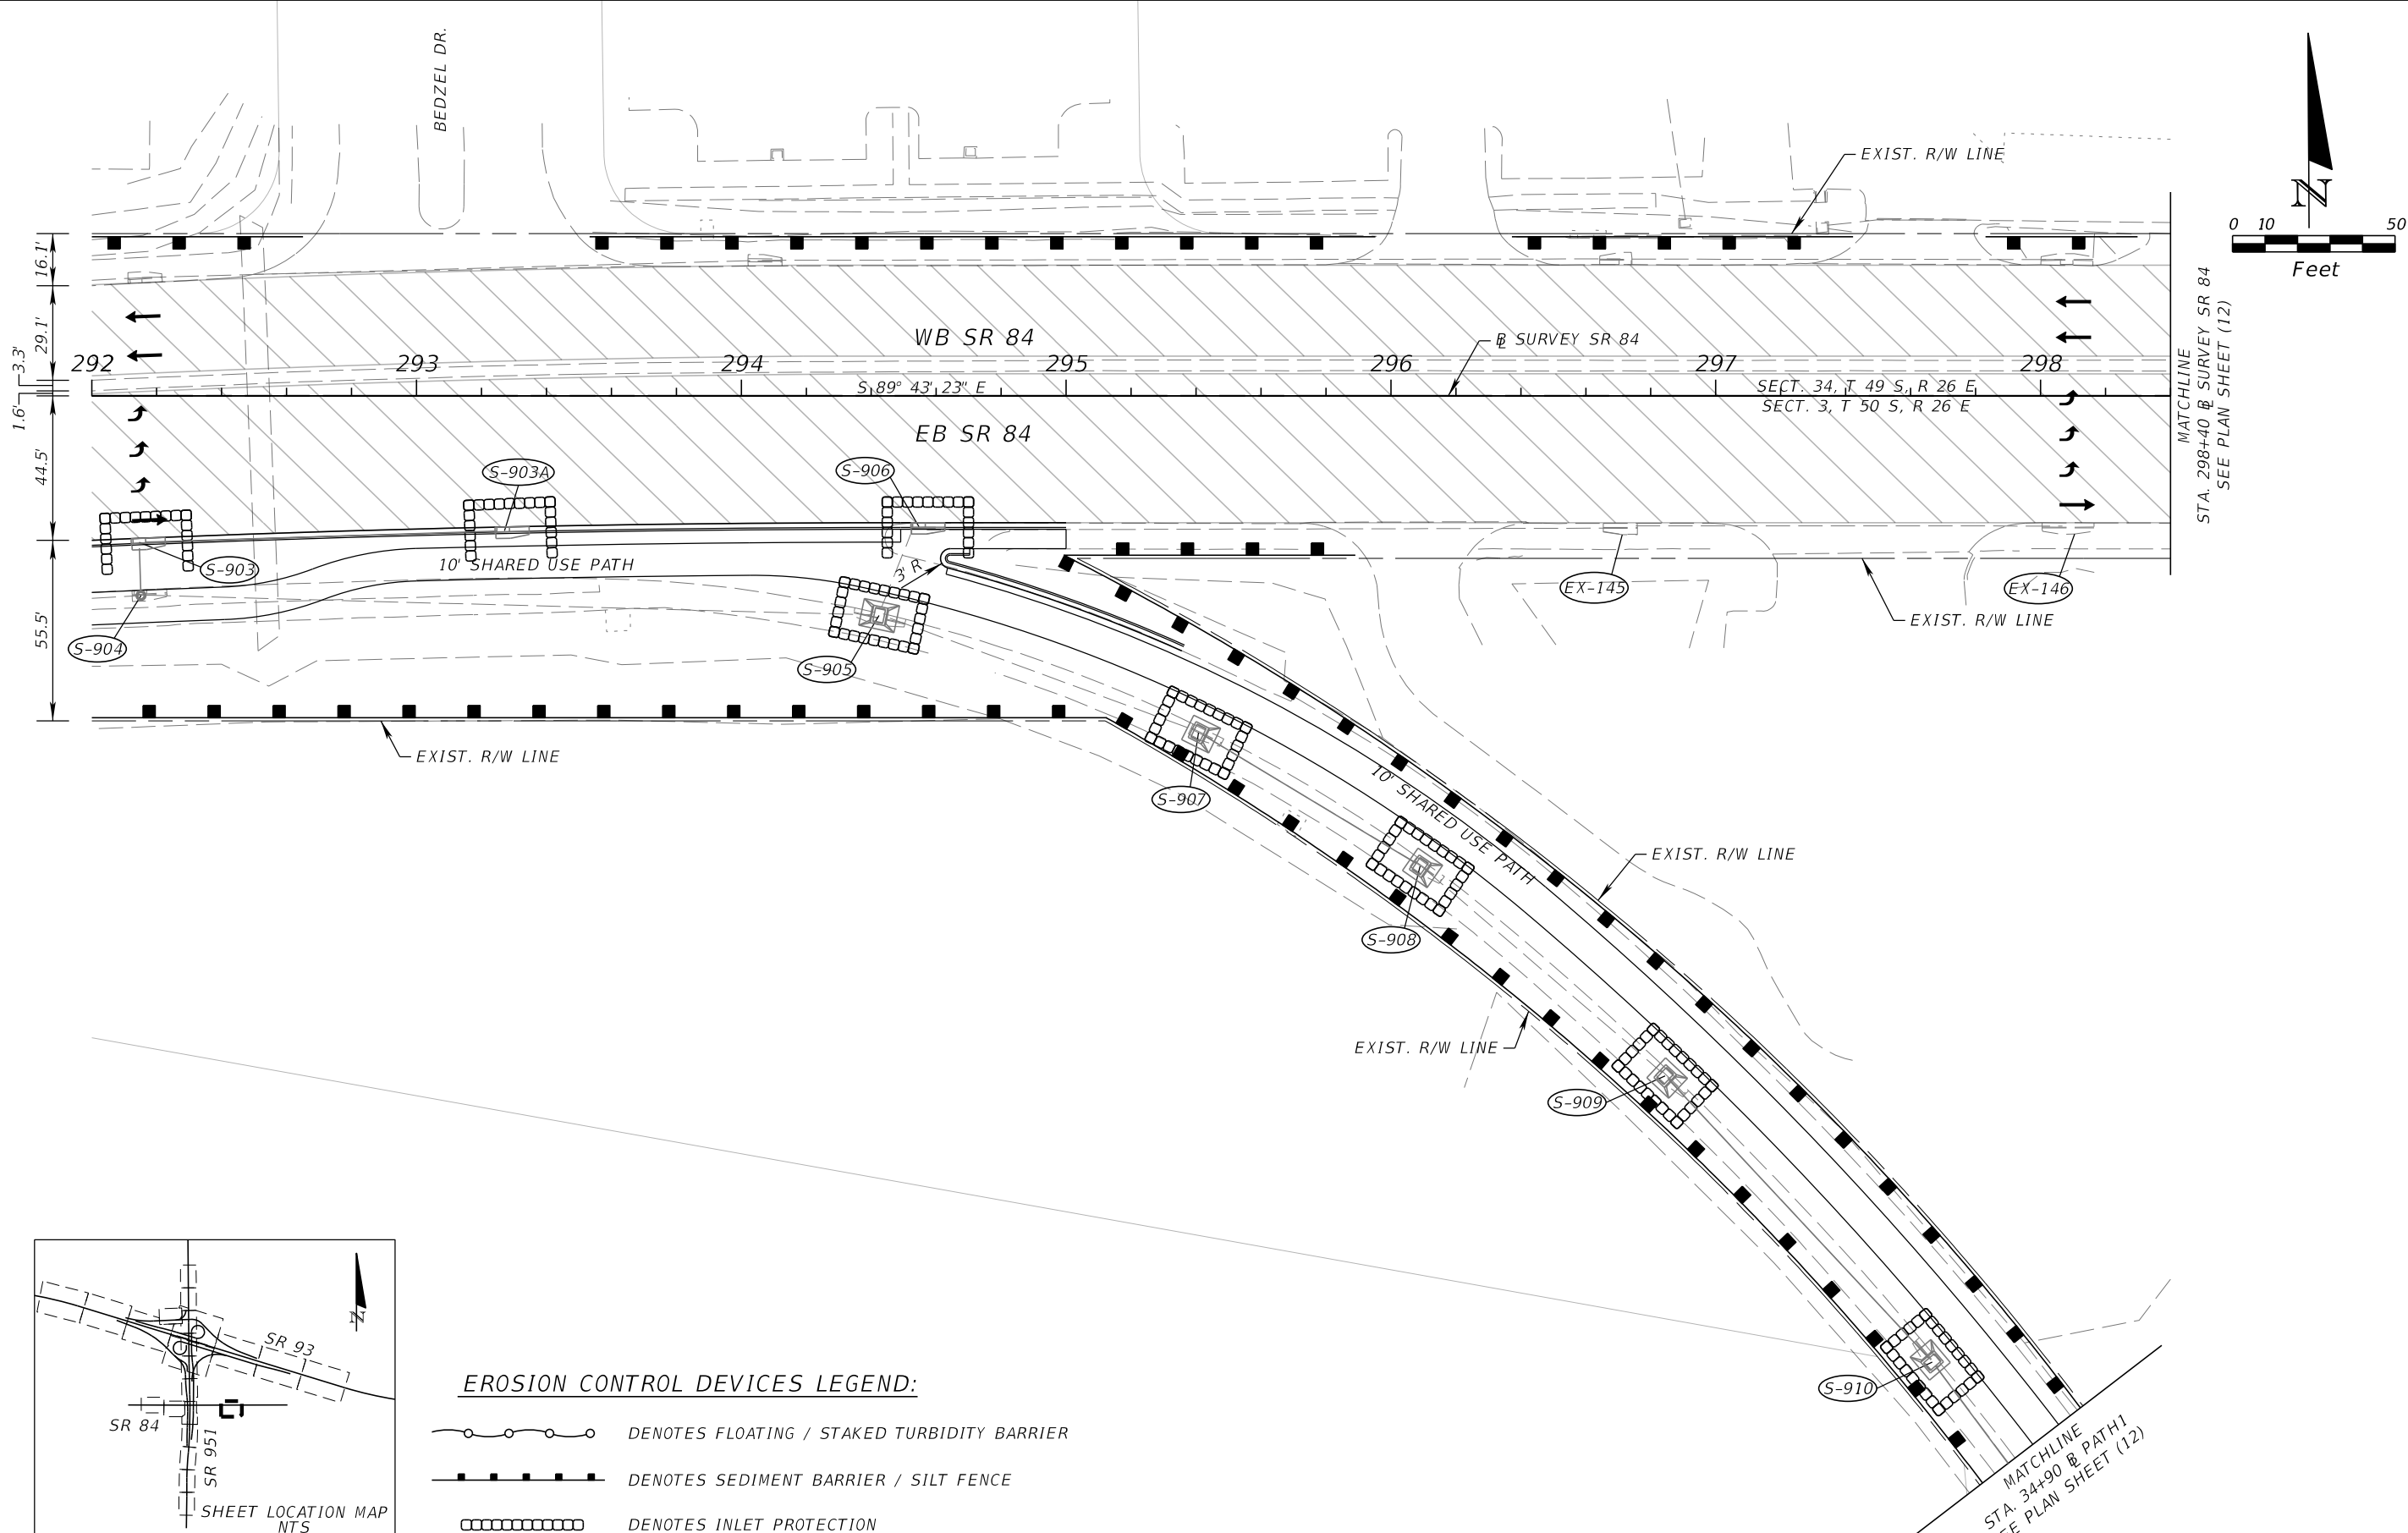 BEDZEL DR.
EXIST. R/W LINE
N
0 10 50
Feet
16.1'
29.1'
3.3'
1.6'
44.5'
55.5'
WB SR 84
BL SURVEY SR 84
292 293 294 295 296 297 298
S 89° 43' 23" E
SECT. 34, T 49 S, R 26 E
SECT. 3, T 50 S, R 26 E
EB SR 84
MATCHLINE
STA. 298+40 BL SURVEY SR 84
SEE PLAN SHEET (12)
S-903A
S-906
S-903
10' SHARED USE PATH
3' R
EX-145
EX-146
EXIST. R/W LINE
S-904
S-905
EXIST. R/W LINE
S-907
10' SHARED USE PATH
EXIST. R/W LINE
S-908
EXIST. R/W LINE
S-909
S-910
MATCHLINE
STA. 34+90 BL PATH1
PLAN SHEET (12)
N
SR 93
SR 84
SR 951
SHEET LOCATION MAP
NTS
EROSION CONTROL DEVICES LEGEND:
DENOTES FLOATING / STAKED TURBIDITY BARRIER
DENOTES SEDIMENT BARRIER / SILT FENCE
DENOTES INLET PROTECTION